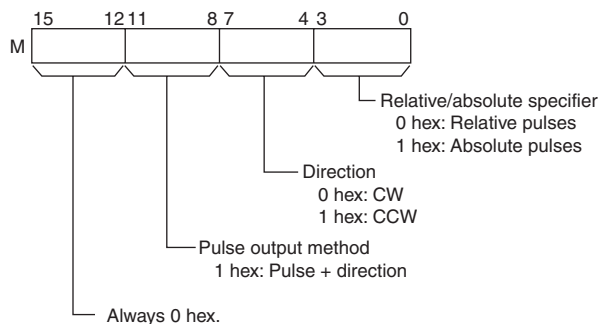 15 12 11 8 7 4 3 0
M
Relative/absolute specifier
0 hex: Relative pulses
1 hex: Absolute pulses
Direction
0 hex: CW
1 hex: CCW
Pulse output method
1 hex: Pulse + direction
Always 0 hex.